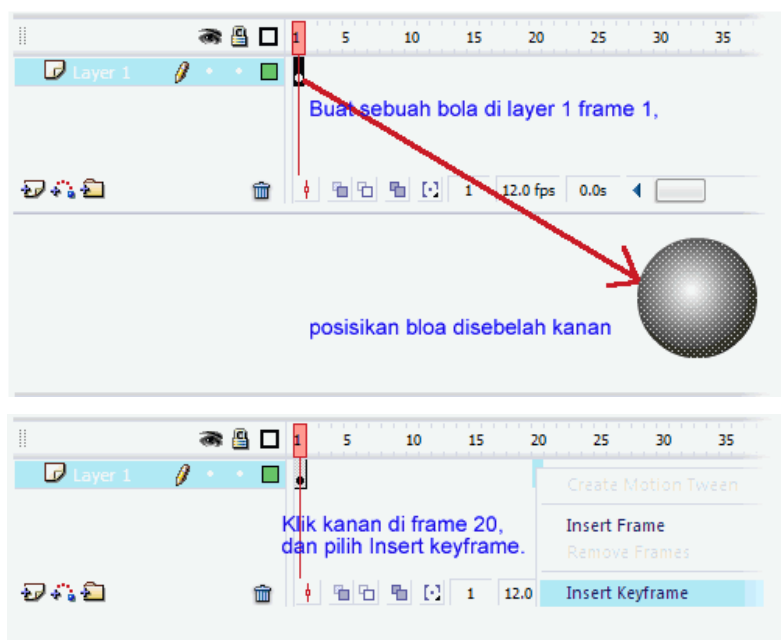 1 5 10 15 20 25 30 35
Layer 1
Buat sebuah bola di layer 1 frame 1,
1 12.0 fps 0.0s
posisikan bloa disebelah kanan
1 5 10 15 20 25 30 35
Layer 1
Create Motion Tween
Klik kanan di frame 20,
Insert Frame
dan pilih Insert keyframe.
Remove Frames
1 12.0
Insert Keyframe